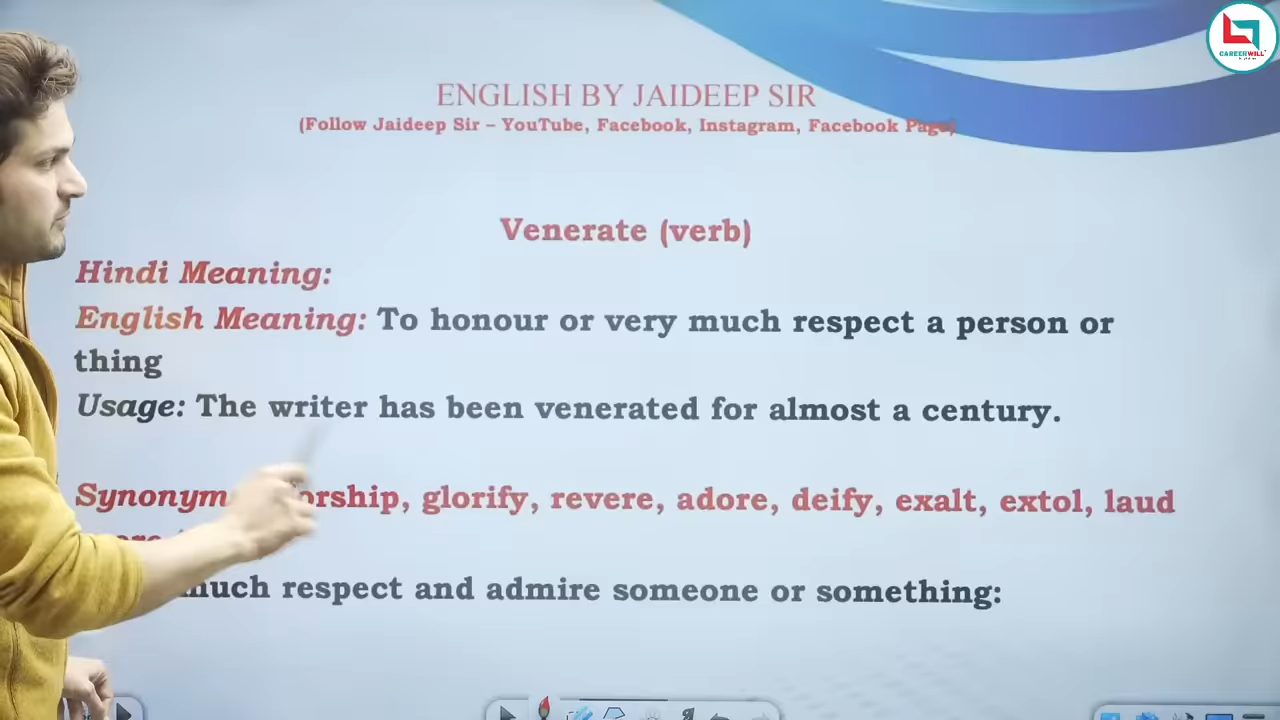 CAREERWILL
ENGLISH BY JAIDEEP SIR
(Follow Jaideep Sir – YouTube, Facebook, Instagram, Facebook Page)
Venerate (verb)
Hindi Meaning:
English Meaning: To honour or very much respect a person or
thing
Usage: The writer has been venerated for almost a century.
Synonym glorify, revere, adore, deify, exalt, extol, laud
respect and admire someone or something: